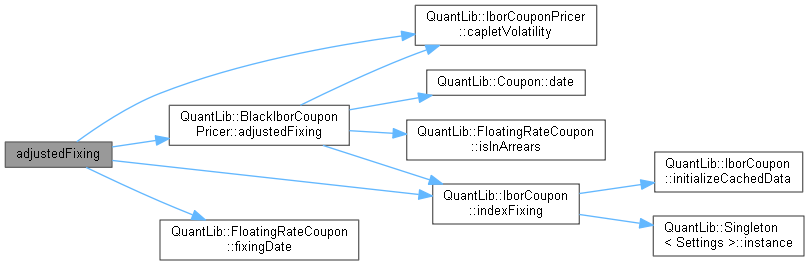 QuantLib::IborCouponPricer
::capletVolatility
QuantLib::Coupon::date
QuantLib::BlackIborCoupon
Pricer::adjustedFixing
QuantLib::FloatingRateCoupon
::isInArrears
adjustedFixing
QuantLib::IborCoupon
::initializeCachedData
QuantLib::IborCoupon
::indexFixing
QuantLib::FloatingRateCoupon
::fixingDate
QuantLib::Singleton
< Settings >::instance